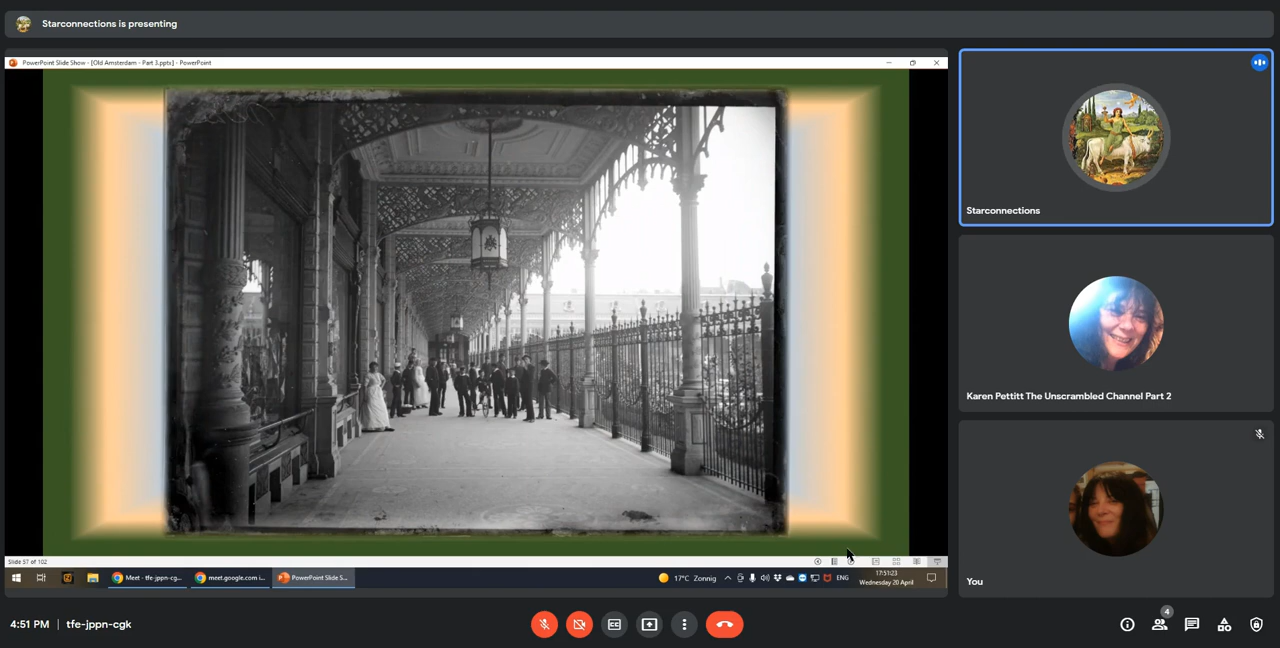 Starconnections is presenting
PowerPoint Slide Show - [Old Amsterdam - Part 3.pptx] - PowerPoint
Starconnections
Karen Pettitt The Unscrambled Channel Part 2
You
Slide 57 of 102
Meet - tfe-jppn-cg...
meet.google.com i...
PowerPoint Slide S...
17°C Zonnig
ENG
17:51:23
Wednesday 20 April
4:51 PM | tfe-jppn-cgk
4